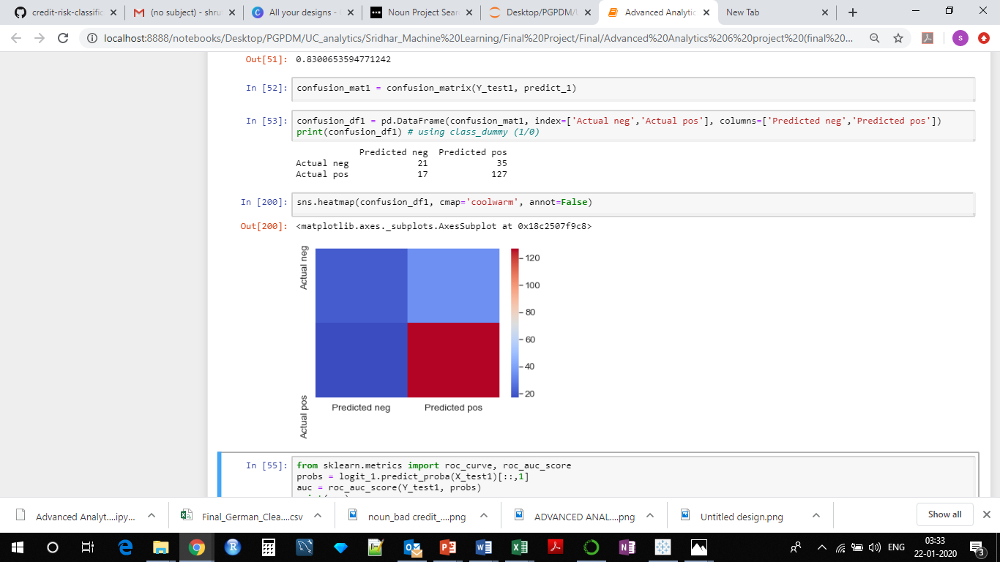 credit-risk-classific
(no subject) - shru
All your designs - C
Noun Project Sear
Desktop/PGPDM/U
Advanced Analytic
New Tab
localhost:8888/notebooks/Desktop/PGPDM/UC_analytics/Sridhar_Machine%20Learning/Final%20Project/Final/Advanced%20Analytics%206%20project%20(final%20...
S
Out[51]: 0.8300653594771242
In [52]: confusion_mat1 = confusion_matrix(Y_test1, predict_1)
In [53]: confusion_df1 = pd.DataFrame(confusion_mat1, index=['Actual neg','Actual pos'], columns=['Predicted neg','Predicted pos'])
print(confusion_df1) # using class_dummy (1/0)
Predicted neg Predicted pos
Actual neg 21 35
Actual pos 17 127
In [200]: sns.heatmap(confusion_df1, cmap='coolwarm', annot=False)
Out[200]: <matplotlib.axes._subplots.AxesSubplot at 0x18c2507f9c8>
Actual neg
Actual pos
Predicted neg
Predicted pos
120
100
80
60
40
20
In [55]: from sklearn.metrics import roc_curve, roc_auc_score
probs = logit_1.predict_proba(X_test1)[::,1]
auc = roc_auc_score(Y_test1, probs)
Advanced Analyt....ipy...
Final_German_Clea....csv
noun_bad credit_....png
ADVANCED ANAL....png
Untitled design.png
Show all
ENG
03:33
22-01-2020
3